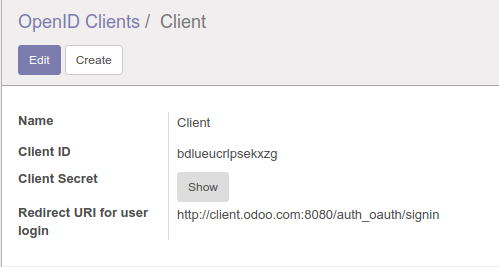 OpenID Clients / Client
Edit Create
Name Client
Client ID bdlueucrlpsekxzg
Client Secret Show
Redirect URI for user http://client.odoo.com:8080/auth_oauth/signin
login